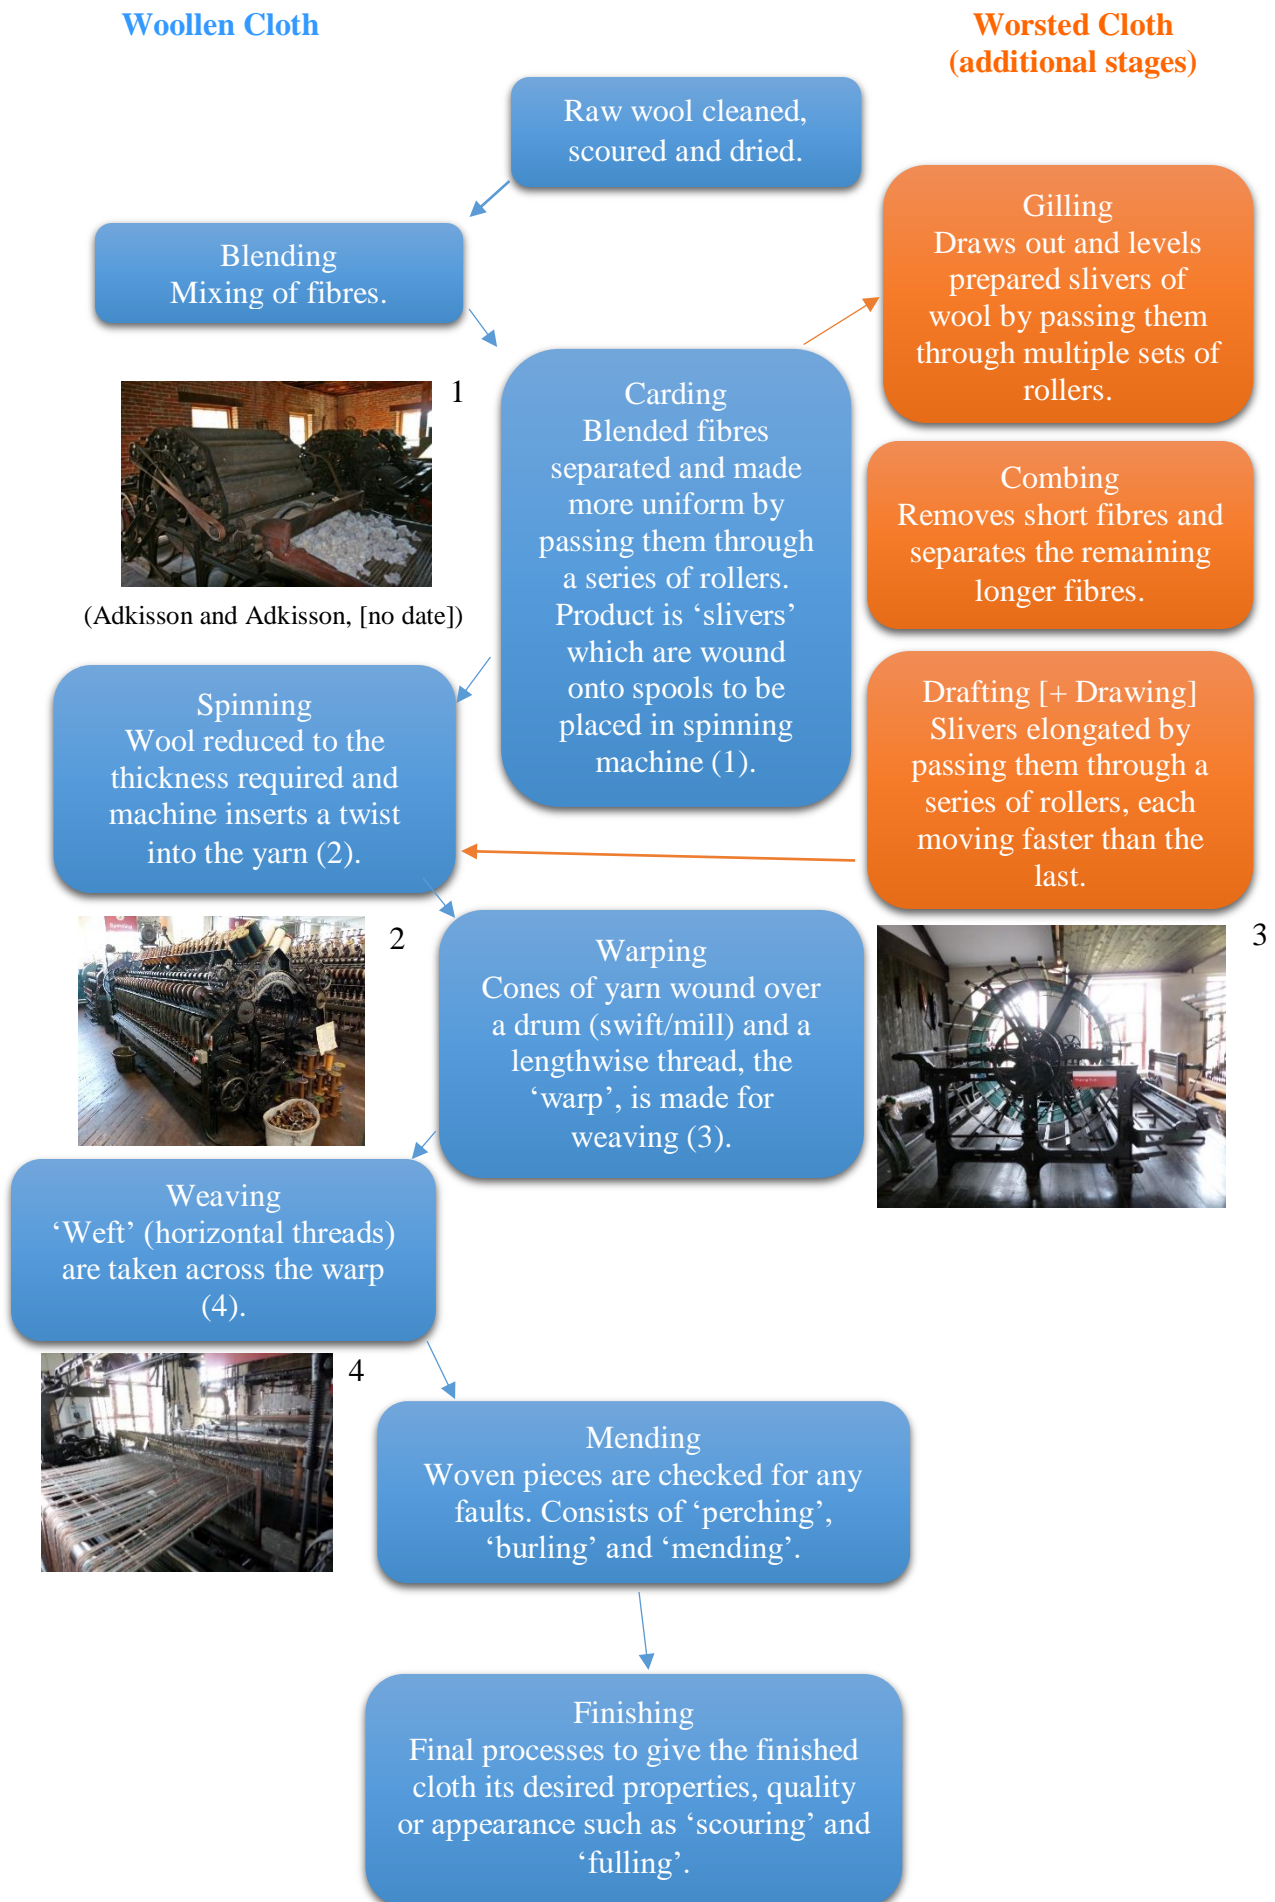 Woollen Cloth
Worsted Cloth
(additional stages)
Raw wool cleaned,
scoured and dried.
Blending
Mixing of fibres.
Gilling
Draws out and levels
prepared slivers of
wool by passing them
through multiple sets of
rollers.
1
(Adkisson and Adkisson, [no date])
Carding
Blended fibres
separated and made
more uniform by
passing them through
a series of rollers.
Product is ‘slivers’
which are wound
onto spools to be
placed in spinning
machine (1).
Combing
Removes short fibres and
separates the remaining
longer fibres.
Drafting [+ Drawing]
Slivers elongated by
passing them through a
series of rollers, each
moving faster than the
last.
Spinning
Wool reduced to the
thickness required and
machine inserts a twist
into the yarn (2).
2
Spinning
Warping
Cones of yarn wound over
a drum (swift/mill) and a
lengthwise thread, the
‘warp’, is made for
weaving (3).
3
Weaving
‘Weft’ (horizontal threads)
are taken across the warp
(4).
4
Mending
Woven pieces are checked for any
faults. Consists of ‘perching’,
‘burling’ and ‘mending’.
Finishing
Final processes to give the finished
cloth its desired properties, quality
or appearance such as ‘scouring’ and
‘fulling’.